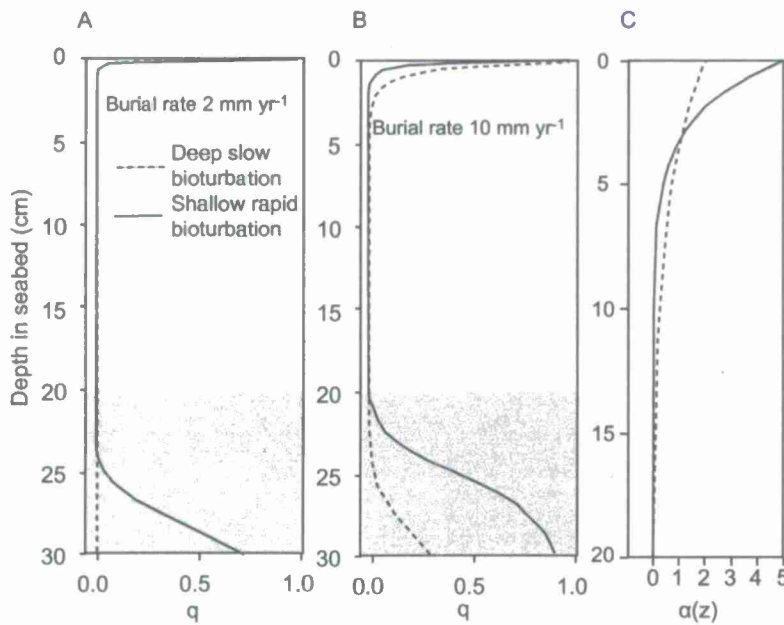 A
B
C
0
5
10
15
20
25
30
Depth in seabed (cm)
Burial rate 2 mm yr-1
Deep slow
bioturbation
Shallow rapid
bioturbation
0.0
0.5
1.0
q
0
5
10
15
20
25
30
Burial rate 10 mm yr-1
0.0
0.5
1.0
q
0
5
10
15
20
0 1 2 3 4 5
α(z)